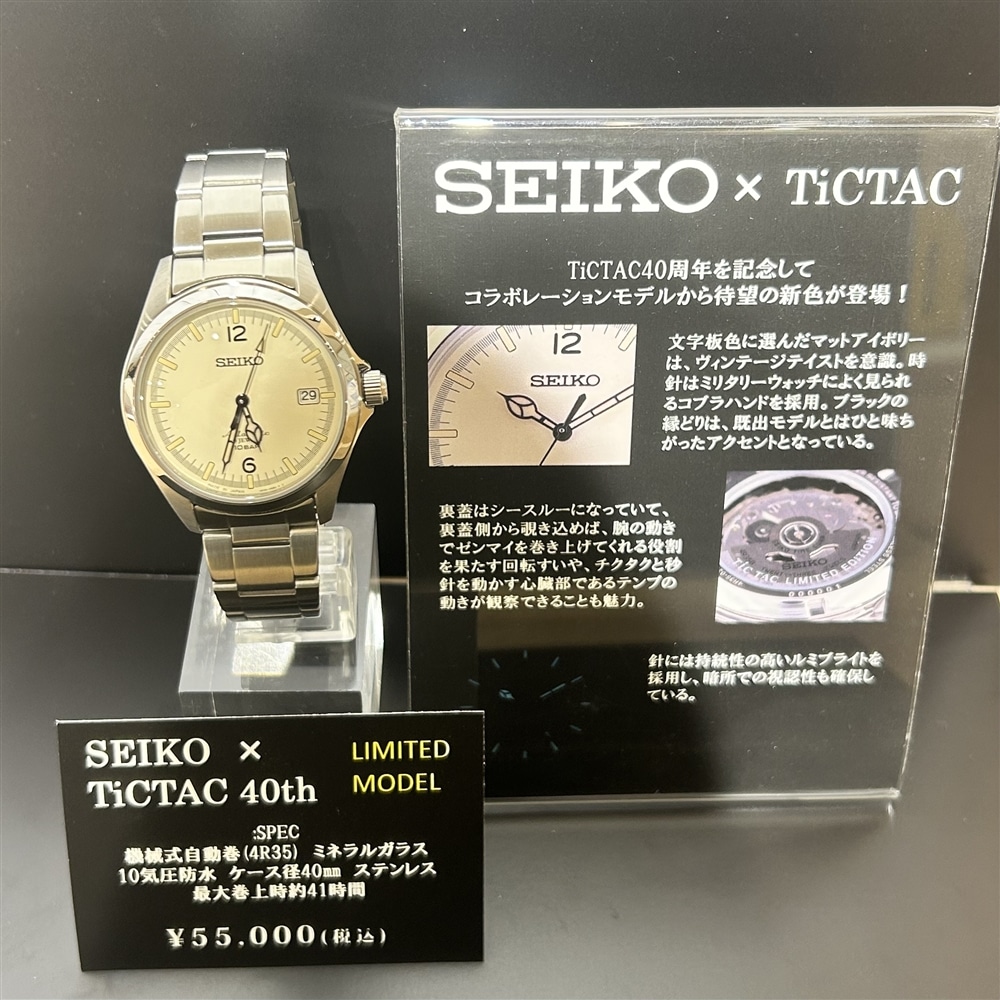 12
SEIKO
29
6
SEIKO × TiCTAC
TiCTAC40周年を記念して
コラボレーションモデルから待望の新色が登場!
12
SEIKO
文字板色に選んだマットアイボリー
は、ヴィンテージテイストを意識。時
針はミリタリーウォッチによく見られ
るコブラハンドを採用。ブラックの
縁どりは、既出モデルとはひと味ち
がったアクセントとなっている。
裏蓋はシースルーになっていて、
裏蓋側から覗き込めば、腕の動き
でゼンマイを巻き上げてくれる役割
を果たす回転すいや、チクタクと秒
針を動かす心臓部であるテンプの
動きが観察できることも魅力。
SEIKO
TiCTAC LIMITED EDITION
針には持続性の高いルミブライトを
採用し、暗所での視認性も確保し
ている。
SEIKO × LIMITED
TiCTAC 40th MODEL
:SPEC
機械式自動巻(4R35) ミネラルガラス
10気圧防水 ケース径40mm ステンレス
最大巻上時約41時間
¥55.000(税込)